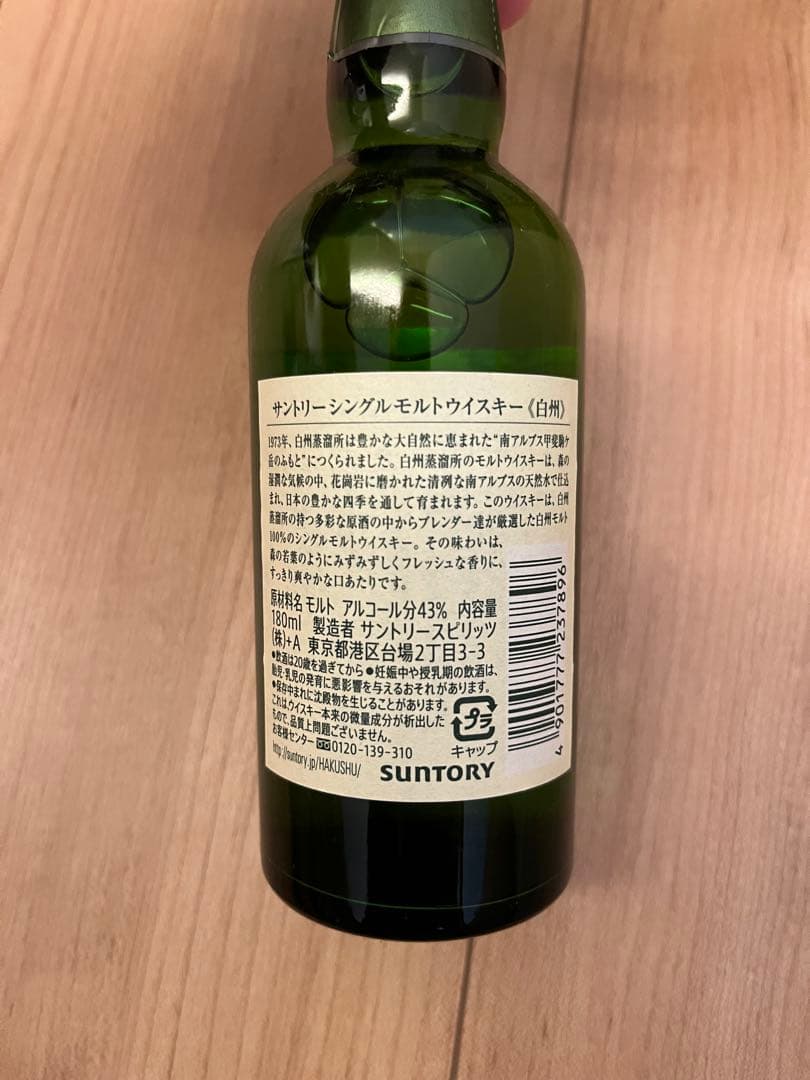 サントリーシングルモルトウイスキー《白州》
1973年、白州蒸溜所は豊かな大自然に恵まれた“南アルプス甲斐駒ケ
岳のふもと”につくられました。白州蒸溜所のモルトウイスキーは、森の
湿潤な気候の中、花崗岩に磨かれた清冽な南アルプスの天然水で仕込
まれ、日本の豊かな四季を通して育まれます。このウイスキーは、白州
蒸溜所の持つ多彩な原酒の中からブレンダー達が厳選した白州モルト
100%のシングルモルトウイスキー。その味わいは、
森の若葉のようにみずみずしくフレッシュな香りに、
すっきり爽やかな口あたりです。
原材料名 モルト アルコール分43% 内容量
180ml 製造者 サントリースピリッツ
(株)+A 東京都港区台場2丁目3-3
●飲酒は20歳を過ぎてから●妊娠中や授乳期の飲酒は、
胎児・乳児の発育に悪影響を与えるおそれがあります。
●保存中まれに沈殿物を生じることがあります。
これは、ウイスキー本来の微量成分が析出した
もので、品質上問題ございません。
お客様センター 0120-139-310
http://suntory.jp/HAKUSHU/
プラ
キャップ
SUNTORY
4 901777 237896